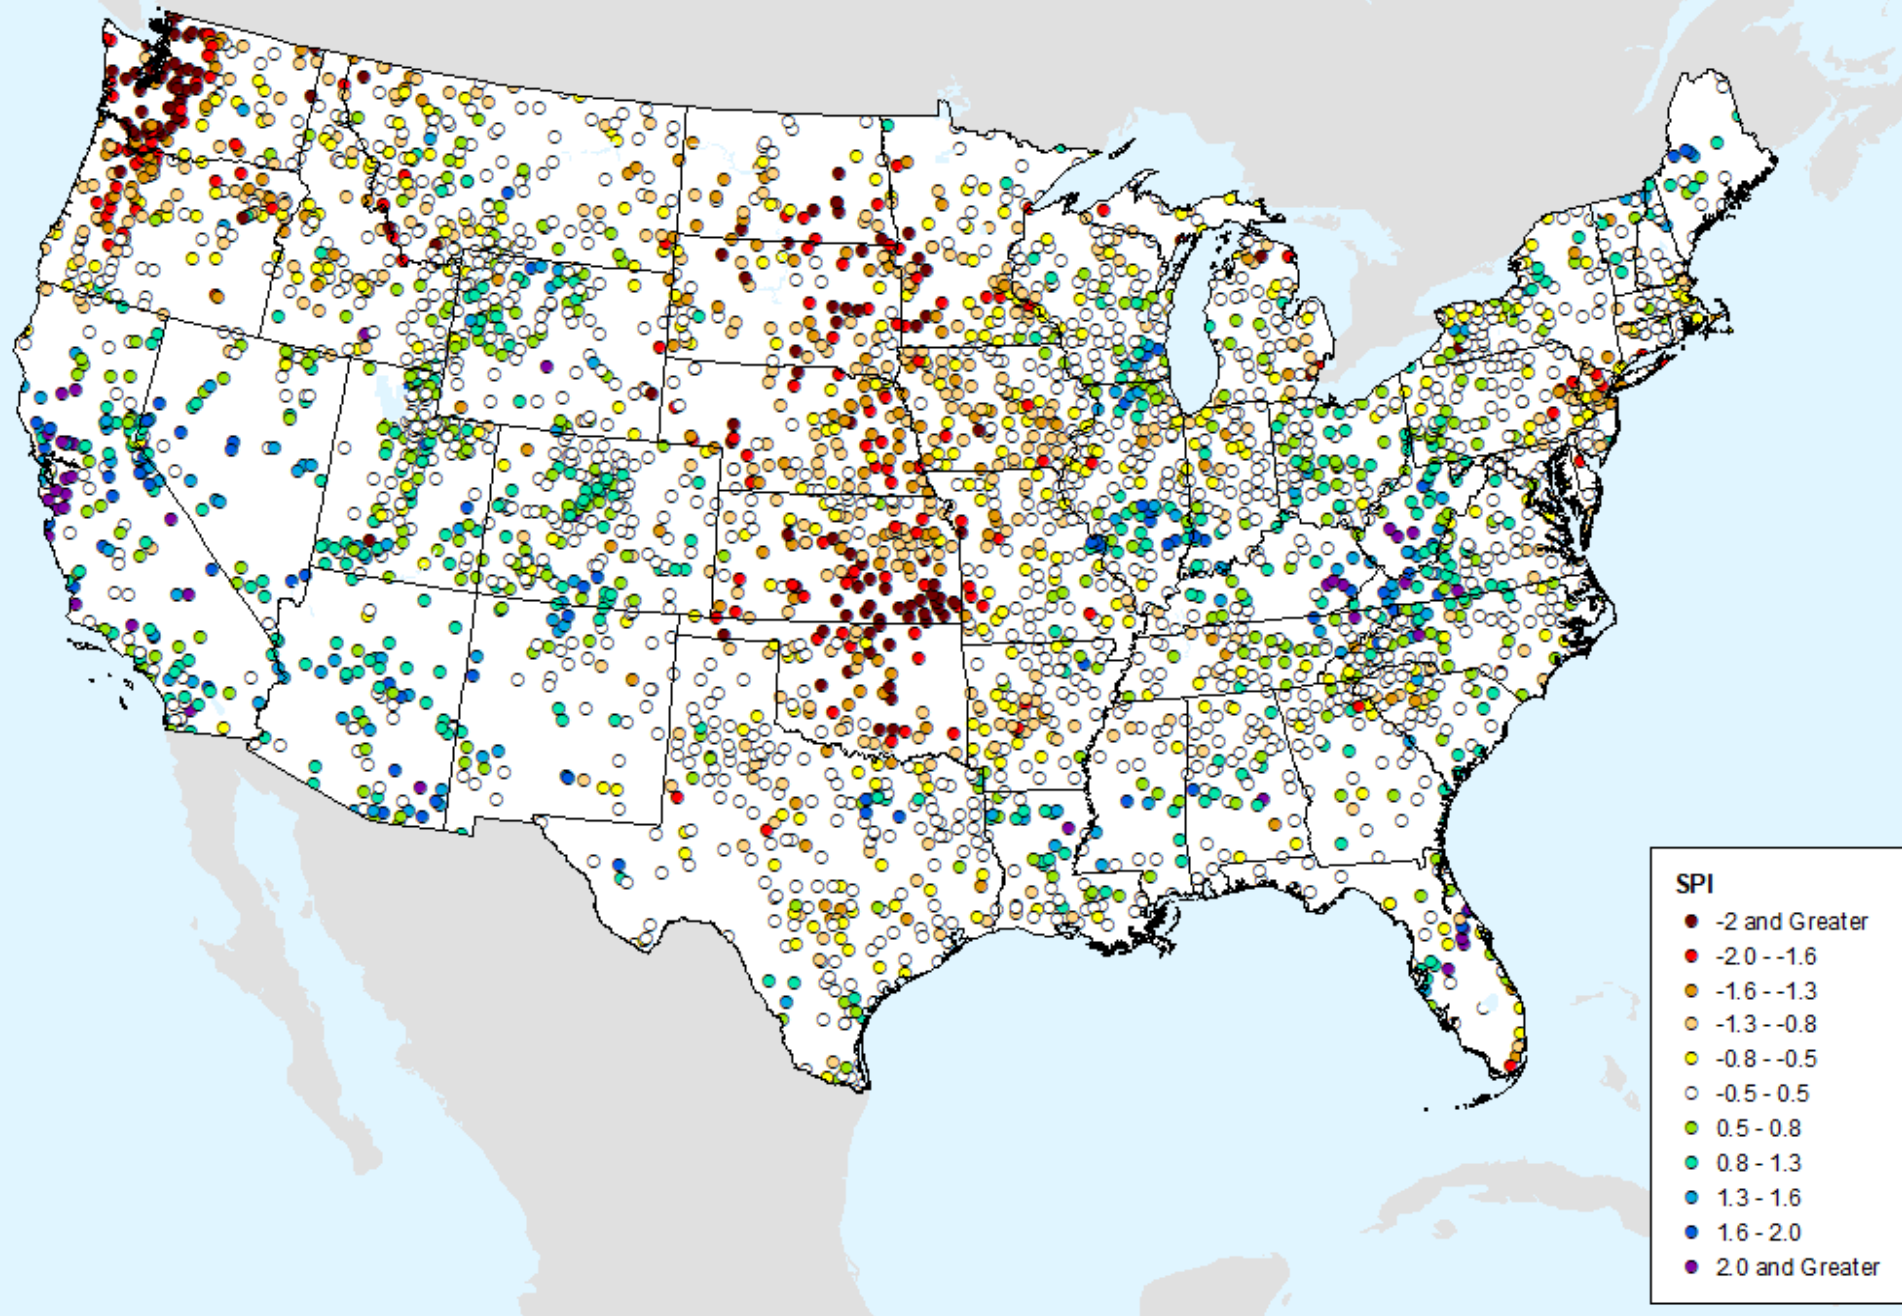 SPI
-2 and Greater
-2.0 - -1.6
-1.6 - -1.3
-1.3 - -0.8
-0.8 - -0.5
-0.5 - 0.5
0.5 - 0.8
0.8 - 1.3
1.3 - 1.6
1.6 - 2.0
2.0 and Greater